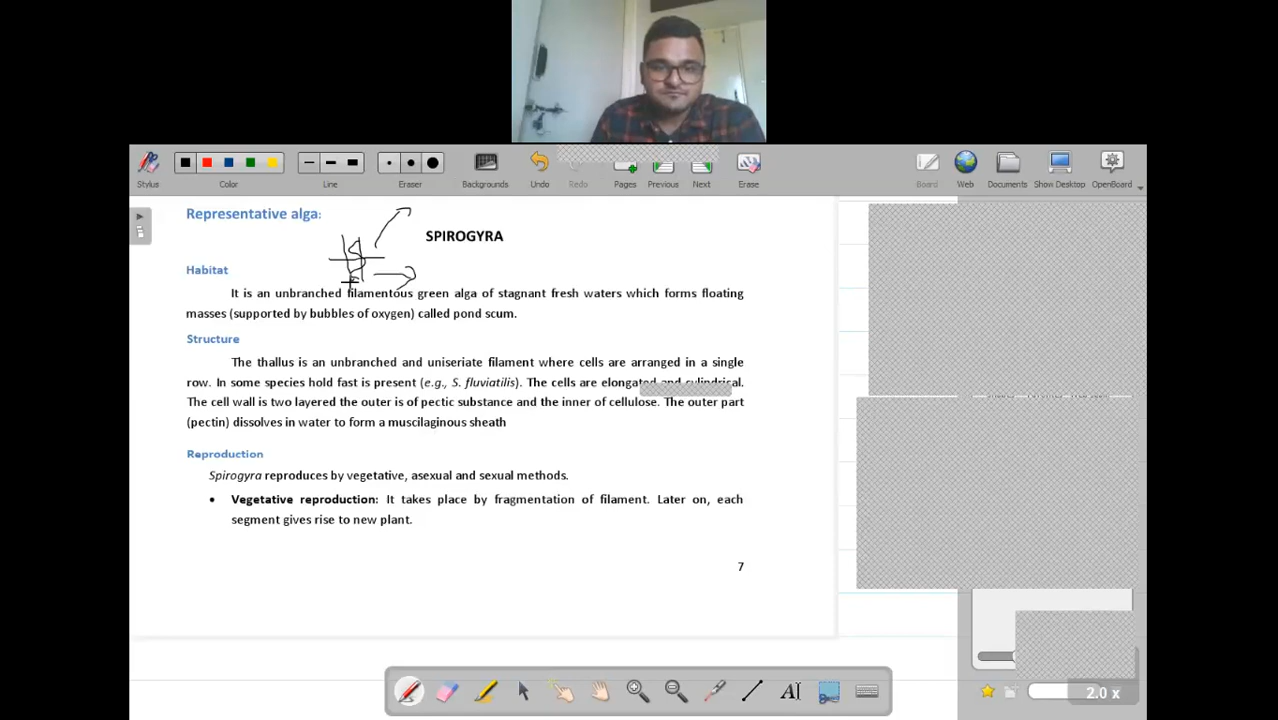 Stylus
Color
Line
Eraser
Backgrounds
Undo
Redo
Pages
Previous
Next
Erase
Board
Web
Documents
Show Desktop
OpenBoard
Representative alga:
SPIROGYRA
Habitat
It is an unbranched filamentous green alga of stagnant fresh waters which forms floating
masses (supported by bubbles of oxygen) called pond scum.
Structure
The thallus is an unbranched and uniseriate filament where cells are arranged in a single
row. In some species hold fast is present (e.g., S. fluviatilis). The cells are elongated and cylindrical.
The cell wall is two layered the outer is of pectic substance and the inner of cellulose. The outer part
(pectin) dissolves in water to form a muscilaginous sheath
Reproduction
Spirogyra reproduces by vegetative, asexual and sexual methods.
• Vegetative reproduction: It takes place by fragmentation of filament. Later on, each
segment gives rise to new plant.
7
2.0 x